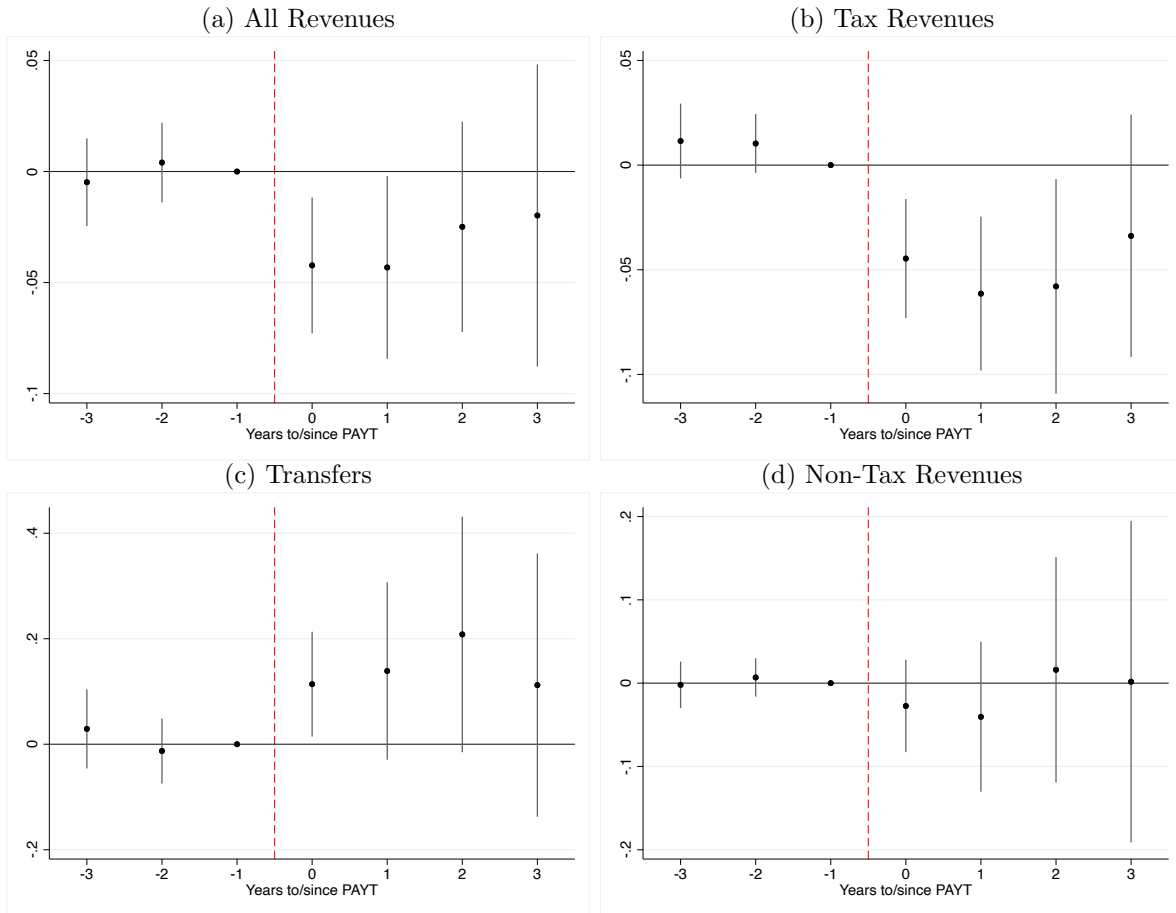 (a) All Revenues
.05
0
-.05
-.1
-3 -2 -1 0 1 2 3
Years to/since PAYT
(b) Tax Revenues
.05
0
-.05
-.1
-3 -2 -1 0 1 2 3
Years to/since PAYT
(c) Transfers
.4
.2
0
-.2
-3 -2 -1 0 1 2 3
Years to/since PAYT
(d) Non-Tax Revenues
.2
.1
0
-.1
-.2
-3 -2 -1 0 1 2 3
Years to/since PAYT